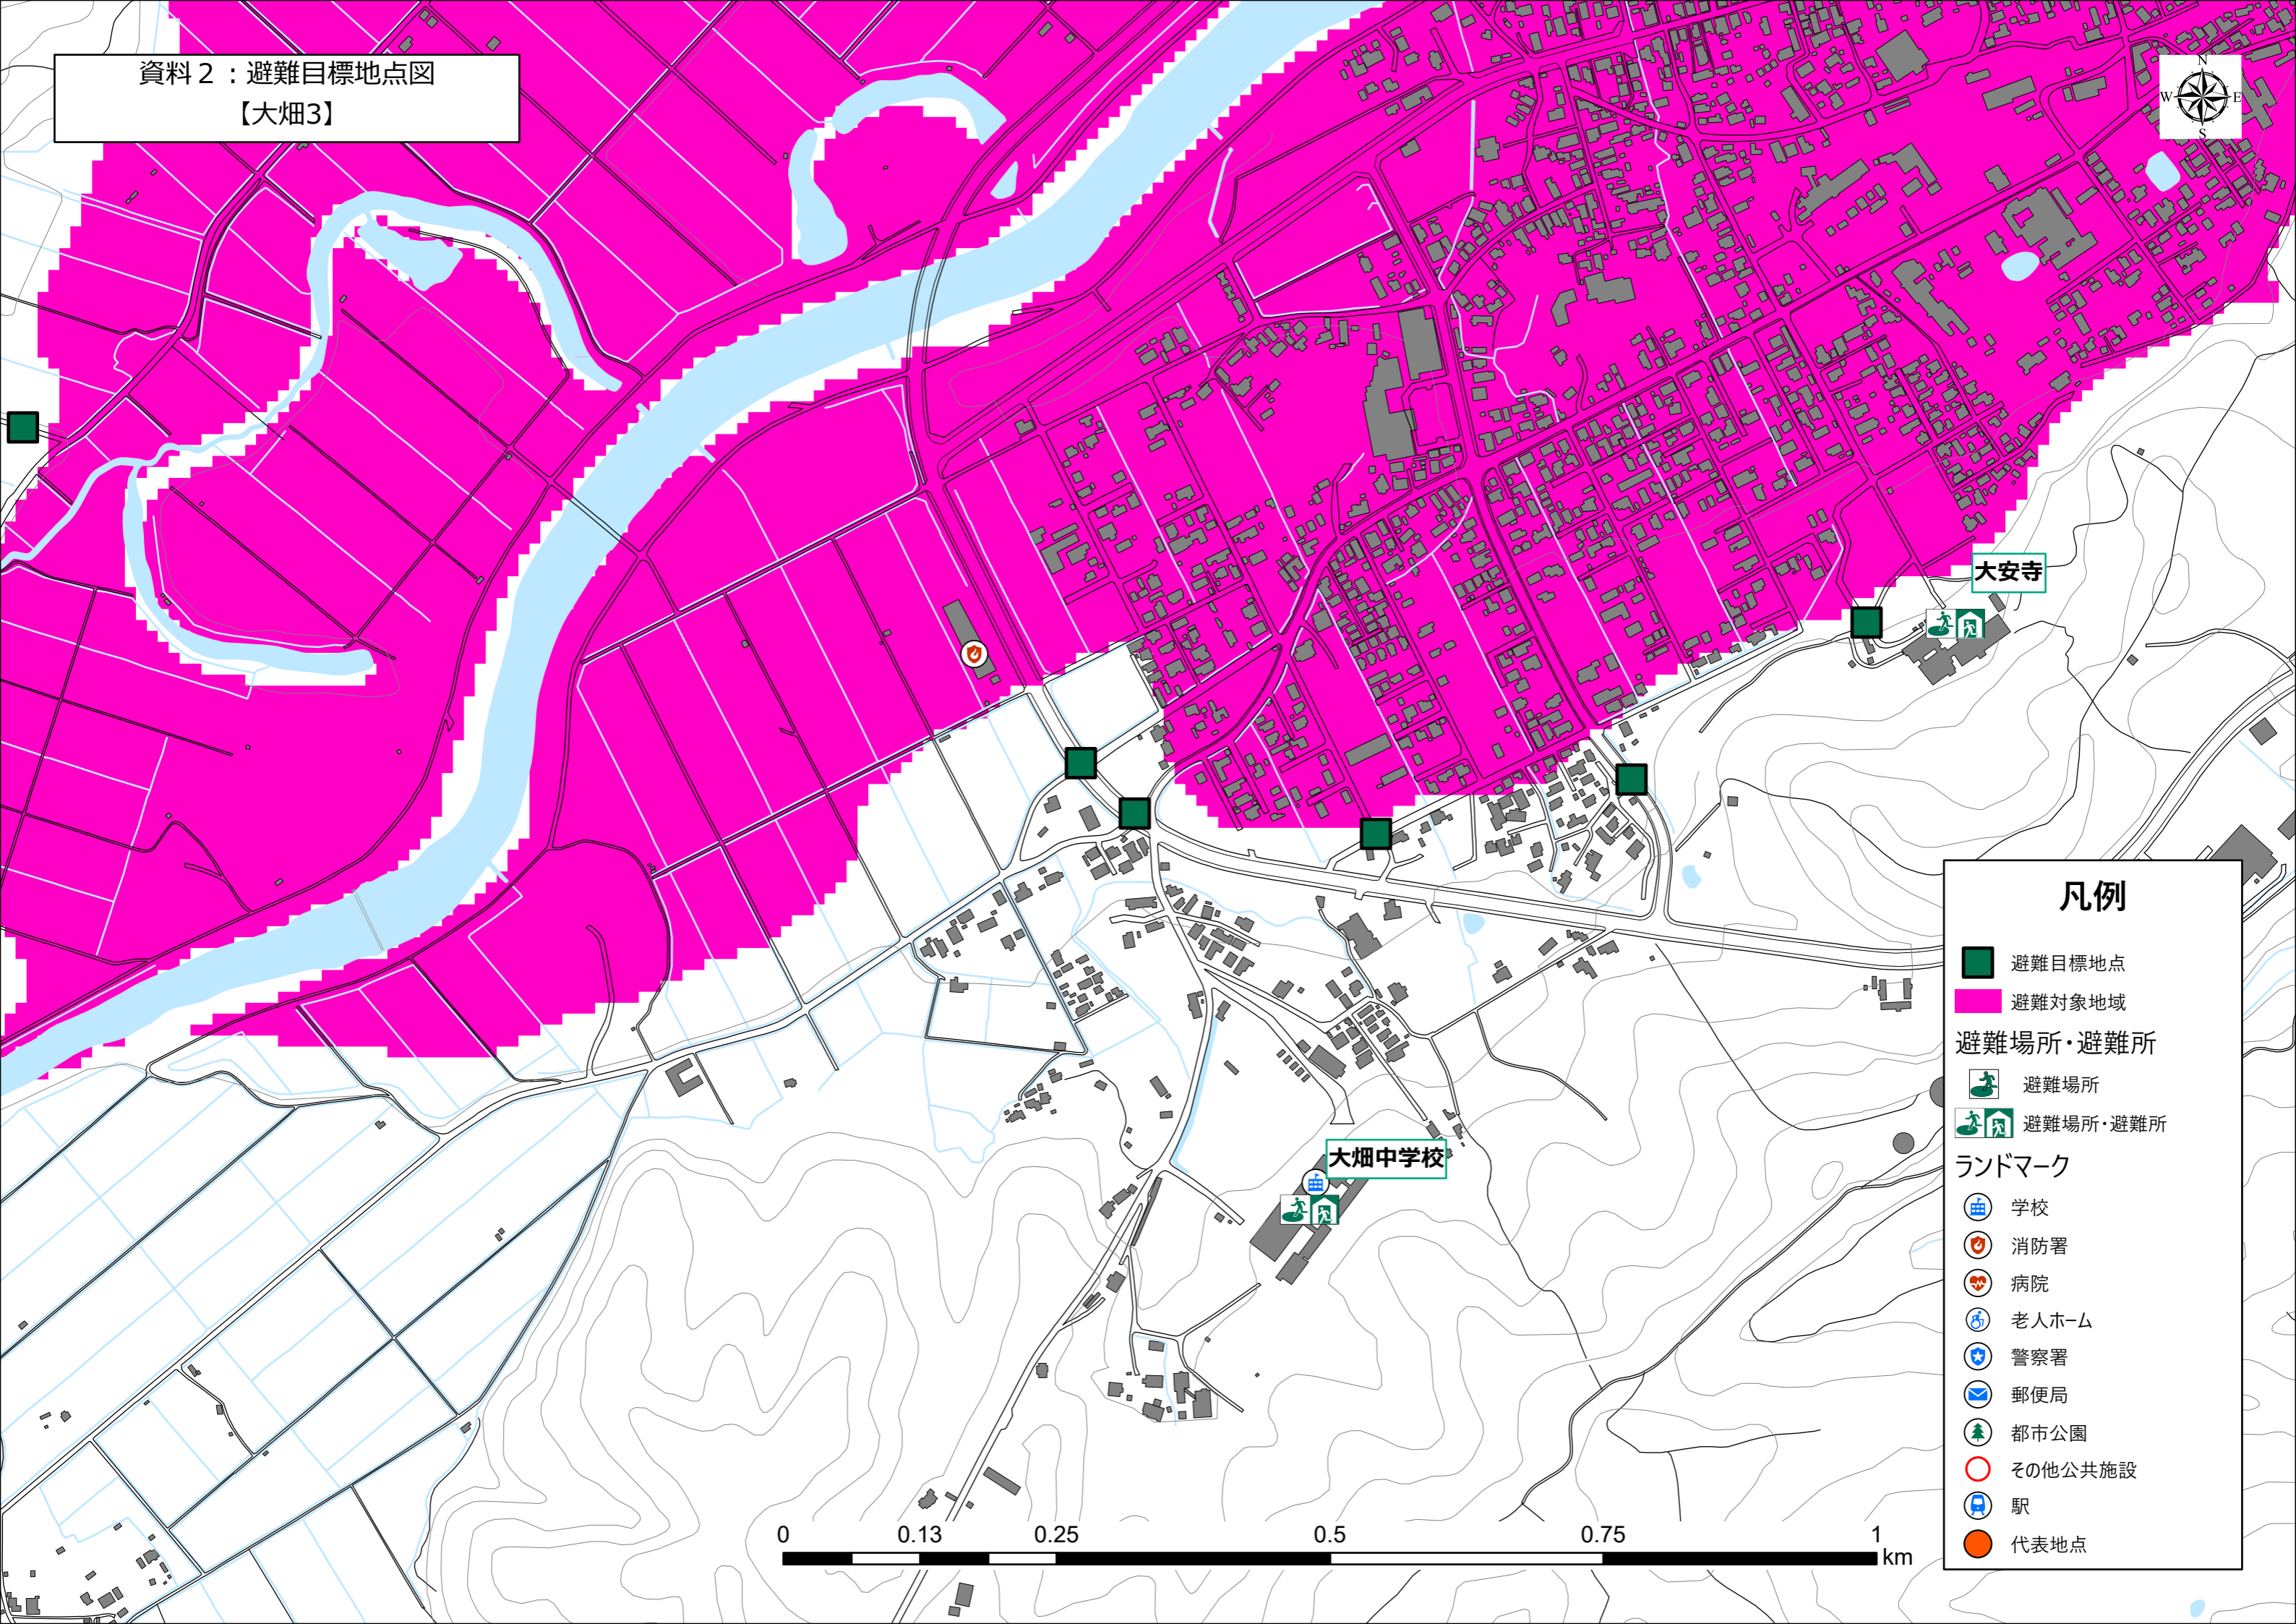 資料２：避難目標地点図
【大畑3】
N
W
E
S
大安寺
大畑中学校
凡例
避難目標地点
避難対象地域
避難場所・避難所
避難場所
避難場所・避難所
ランドマーク
学校
消防署
病院
老人ホーム
警察署
郵便局
都市公園
その他公共施設
駅
代表地点
0 0.13 0.25 0.5 0.75 1
km